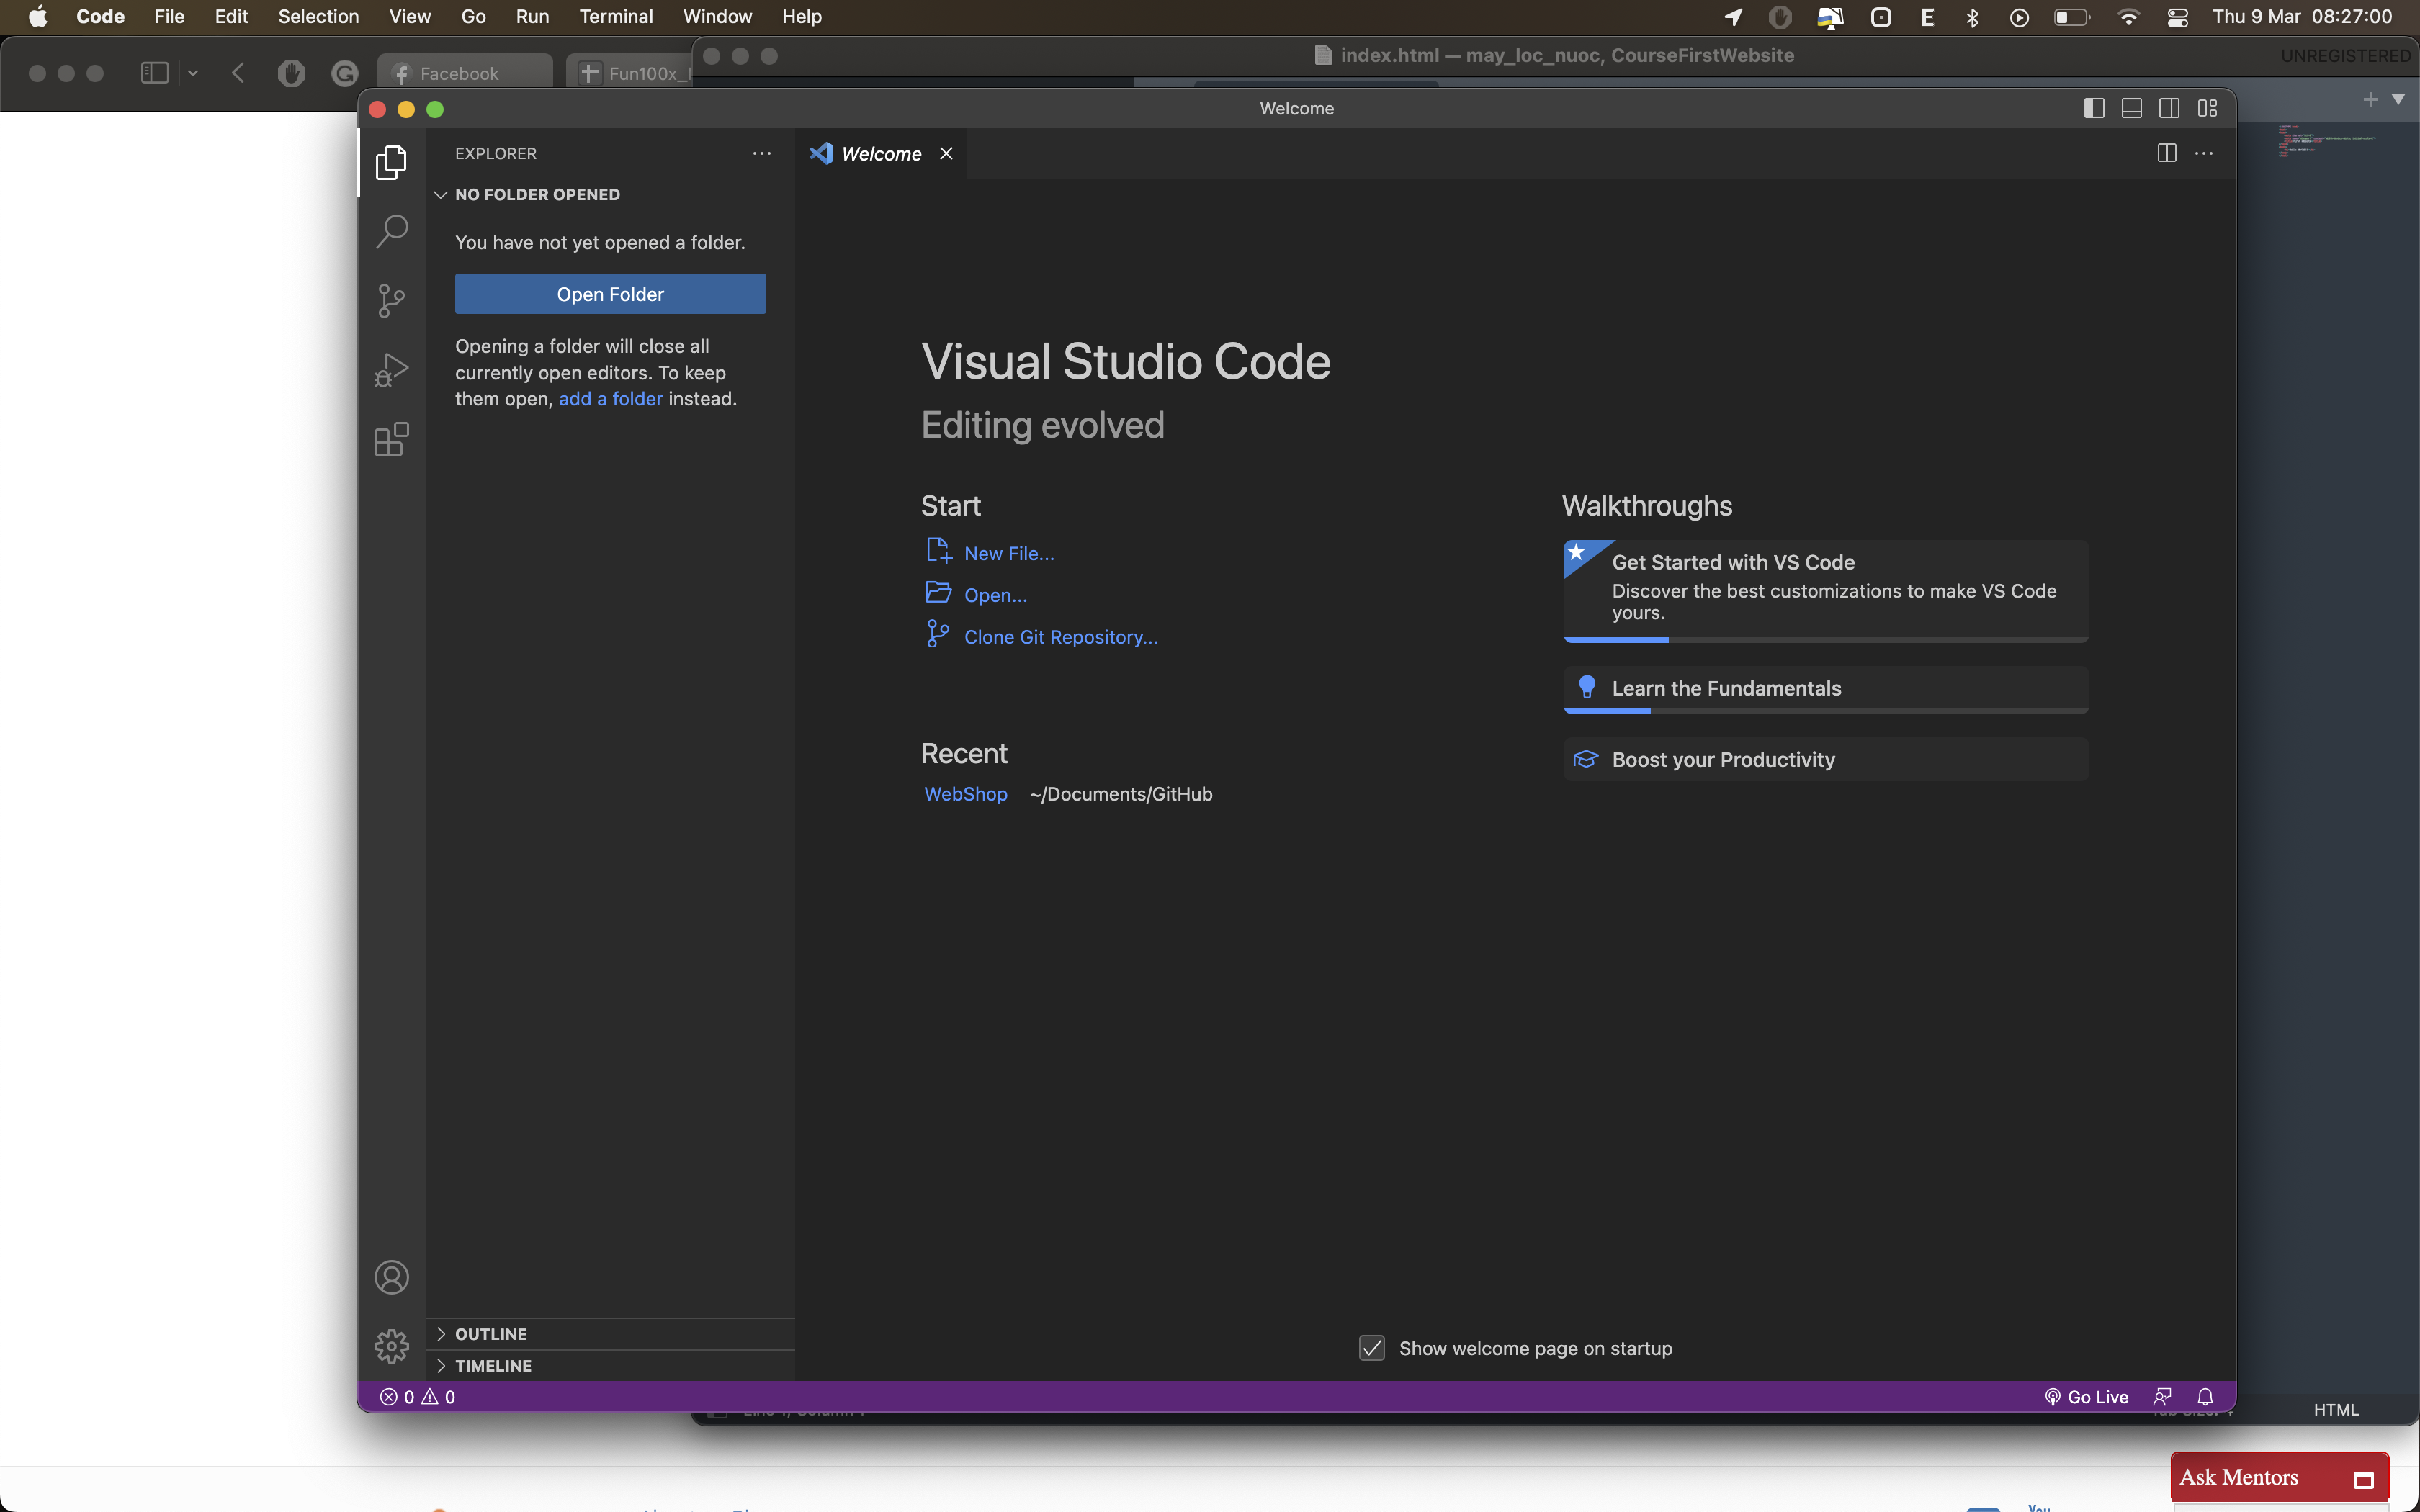 Code File Edit Selection View Go Run Terminal Window Help E Thu 9 Mar 08:27:00
Facebook Fun100x_
index.html — may_loc_nuoc, CourseFirstWebsite UNREGISTERED
Welcome
EXPLORER
NO FOLDER OPENED
You have not yet opened a folder.
Open Folder
Opening a folder will close all
currently open editors. To keep
them open, add a folder instead.
OUTLINE
TIMELINE
Welcome
Visual Studio Code
Editing evolved
Start
New File...
Open...
Clone Git Repository...
Recent
WebShop ~/Documents/GitHub
Walkthroughs
Get Started with VS Code
Discover the best customizations to make VS Code
yours.
Learn the Fundamentals
Boost your Productivity
Show welcome page on startup
0 0 Go Live
HTML
Ask Mentors
You